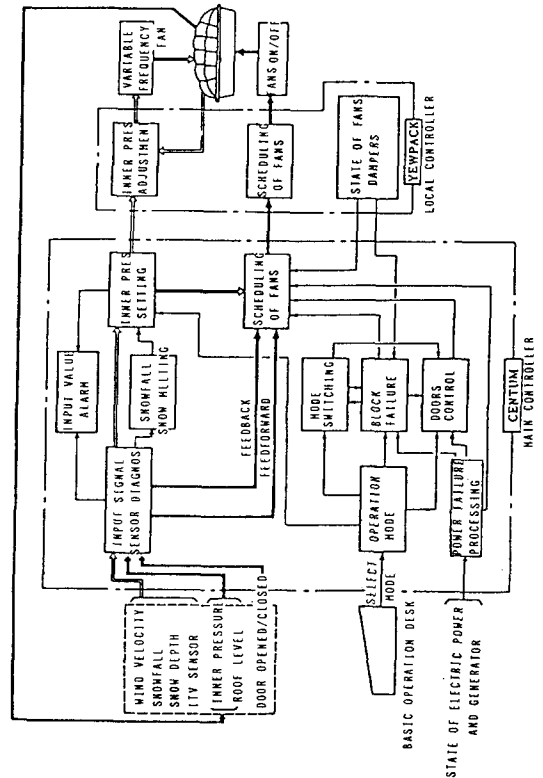 WIND VELOCITY
SNOWFALL
SNOW DEPTH
ITV SENSOR
INNER PRESSURE
ROOF LEVEL
DOOR OPENED/CLOSED
INPUT SIGNAL
SENSOR DIAGNOS
INPUT VALUE
ALARM
SNOWFALL
SNOW MELTING
INNER PRES
SETTING
INNER PRES
ADJUSTMENT
VARIABLE
FREQUENCY
FAN
FEEDBACK
FEEDFORWARD
SCHEDULING
OF FANS
SCHEDULING
OF FANS
FANS ON/OFF
STATE OF FANS
DAMPERS
YEWPACK
LOCAL CONTROLLER
SELECT
MODE
BASIC OPERATION DESK
OPERATION
MODE
MODE
SWITCHING
BLOCK
FAILURE
DOORS
CONTROL
STATE OF ELECTRIC POWER
AND GENERATOR
POWER FAILURE
PROCESSING
CENTUM
MAIN CONTROLLER